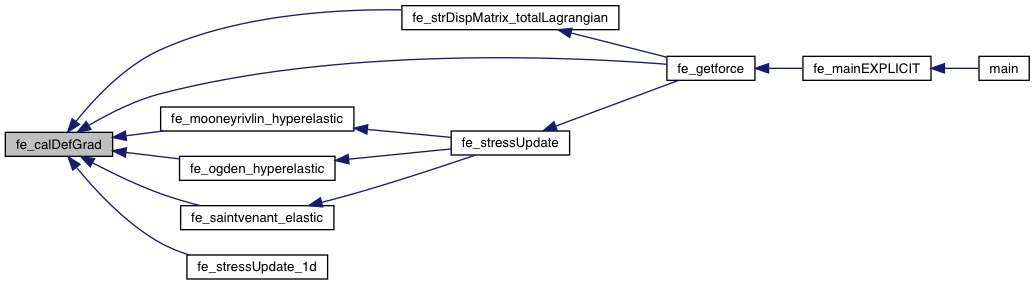 fe_strDispMatrix_totalLagrangian
fe_getforce
fe_mainEXPLICIT
main
fe_mooneyrivlin_hyperelastic
fe_calDefGrad
fe_stressUpdate
fe_ogden_hyperelastic
fe_saintvenant_elastic
fe_stressUpdate_1d